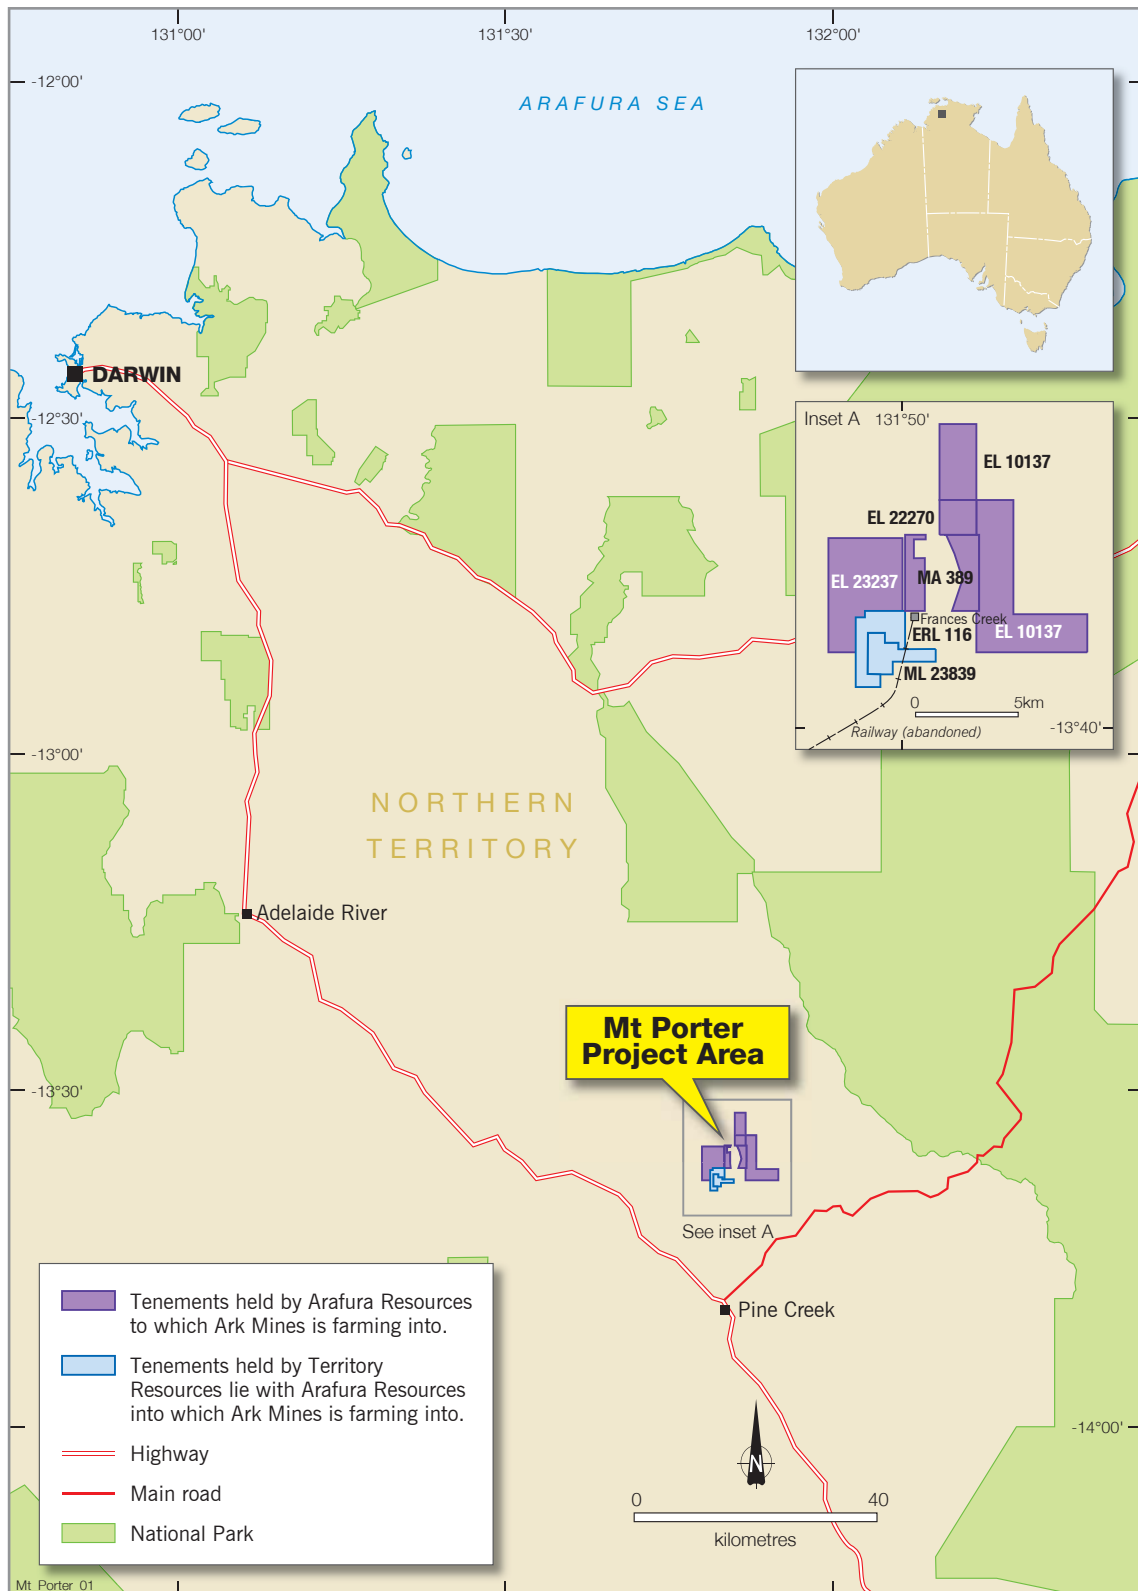 131°00'
131°30'
132°00'
-12°00'
ARAFURA SEA
DARWIN
-12°30'
Inset A
131°50'
EL 10137
EL 22270
EL 23237
MA 389
Frances Creek
ERL 116
EL 10137
ML 23839
0
5km
Railway (abandoned)
-13°40'
-13°00'
NORTHERN
TERRITORY
Adelaide River
Mt Porter
Project Area
-13°30'
See inset A
Pine Creek
Tenements held by Arafura Resources
to which Ark Mines is farming into.
Tenements held by Territory
Resources lie with Arafura Resources
into which Ark Mines is farming into.
Highway
Main road
National Park
-14°00'
N
0
40
kilometres
Mt Porter 01